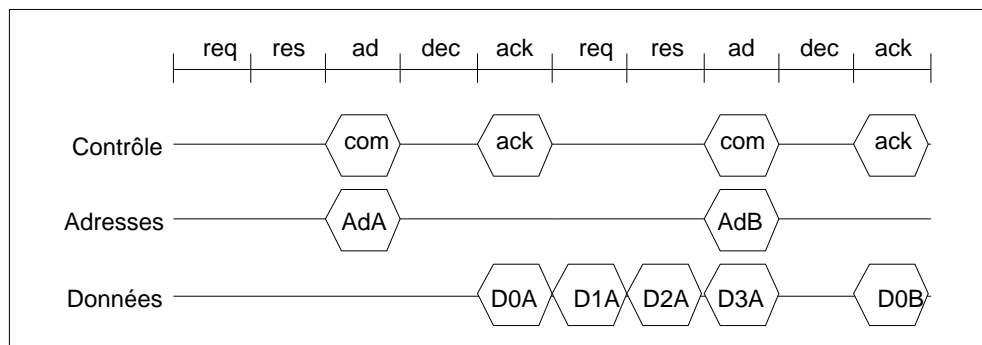 req res ad dec ack req res ad dec ack
Contrôle com ack com ack
Adresses AdA AdB
Données D0A D1A D2A D3A D0B